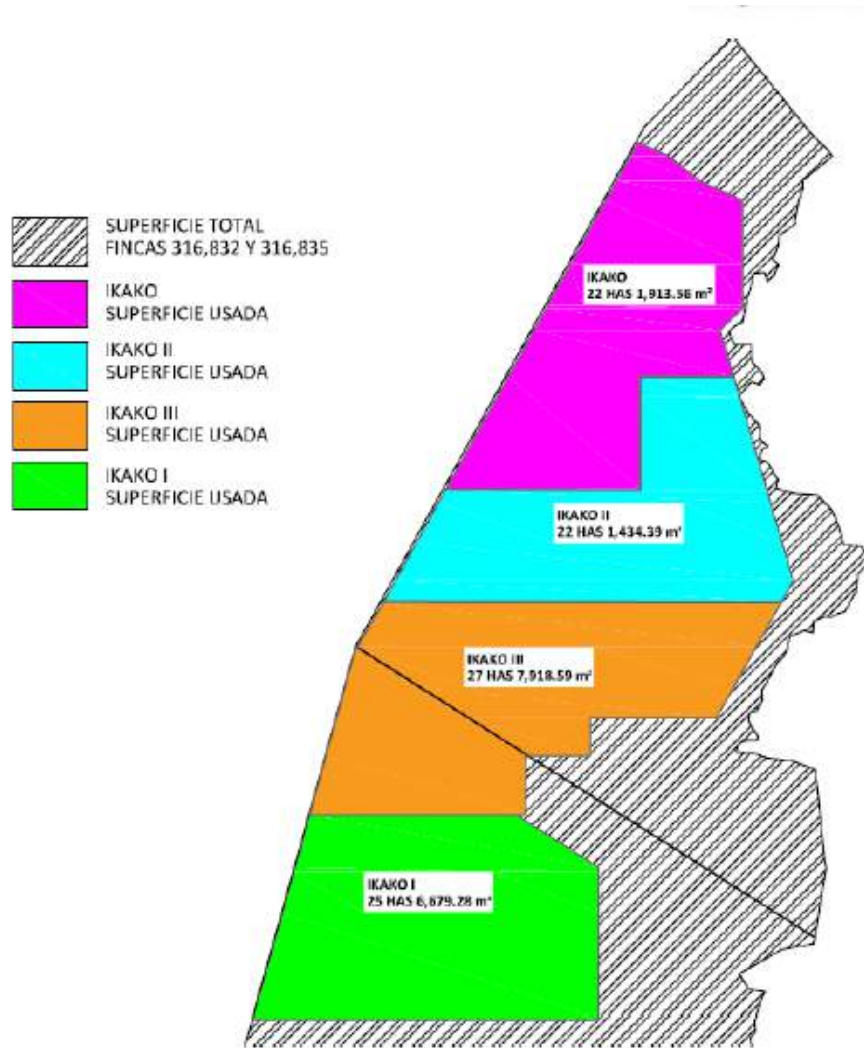 SUPERFICIE TOTAL
FINCAS 316,832 Y 316,835
IKAKO
SUPERFICIE USADA
IKAKO II
SUPERFICIE USADA
IKAKO III
SUPERFICIE USADA
IKAKO I
SUPERFICIE USADA
IKAKO
22 HAS 1,913.56 m²
IKAKO II
22 HAS 1,434.39 m²
IKAKO III
27 HAS 7,918.59 m²
IKAKO I
25 HAS 6,679.28 m²